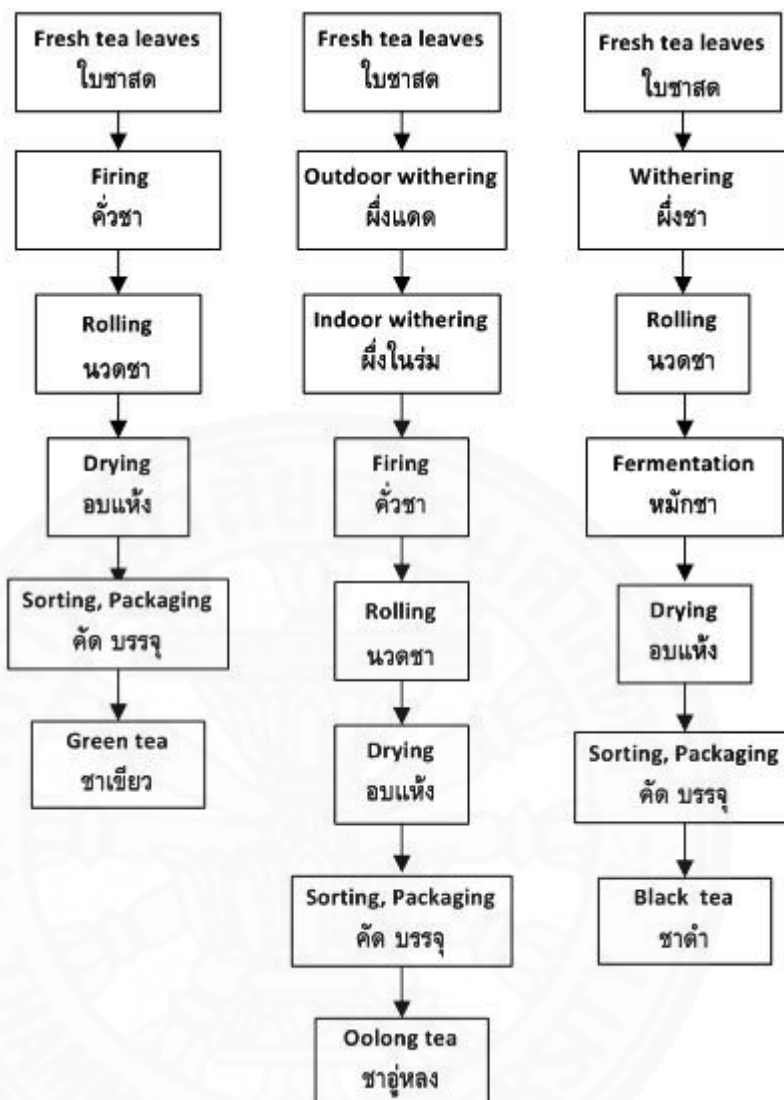 Fresh tea leaves
ใบชาสด
Firing
คั่วชา
Rolling
นวดชา
Drying
อบแห้ง
Sorting, Packaging
คัด บรรจุ
Green tea
ชาเขียว
Fresh tea leaves
ใบชาสด
Outdoor withering
ผึ่งแดด
Indoor withering
ผึ่งในร่ม
Firing
คั่วชา
Rolling
นวดชา
Drying
อบแห้ง
Sorting, Packaging
คัด บรรจุ
Oolong tea
ชาอู่หลง
Fresh tea leaves
ใบชาสด
Withering
ผึ่งชา
Rolling
นวดชา
Fermentation
หมักชา
Drying
อบแห้ง
Sorting, Packaging
คัด บรรจุ
Black tea
ชาดำ